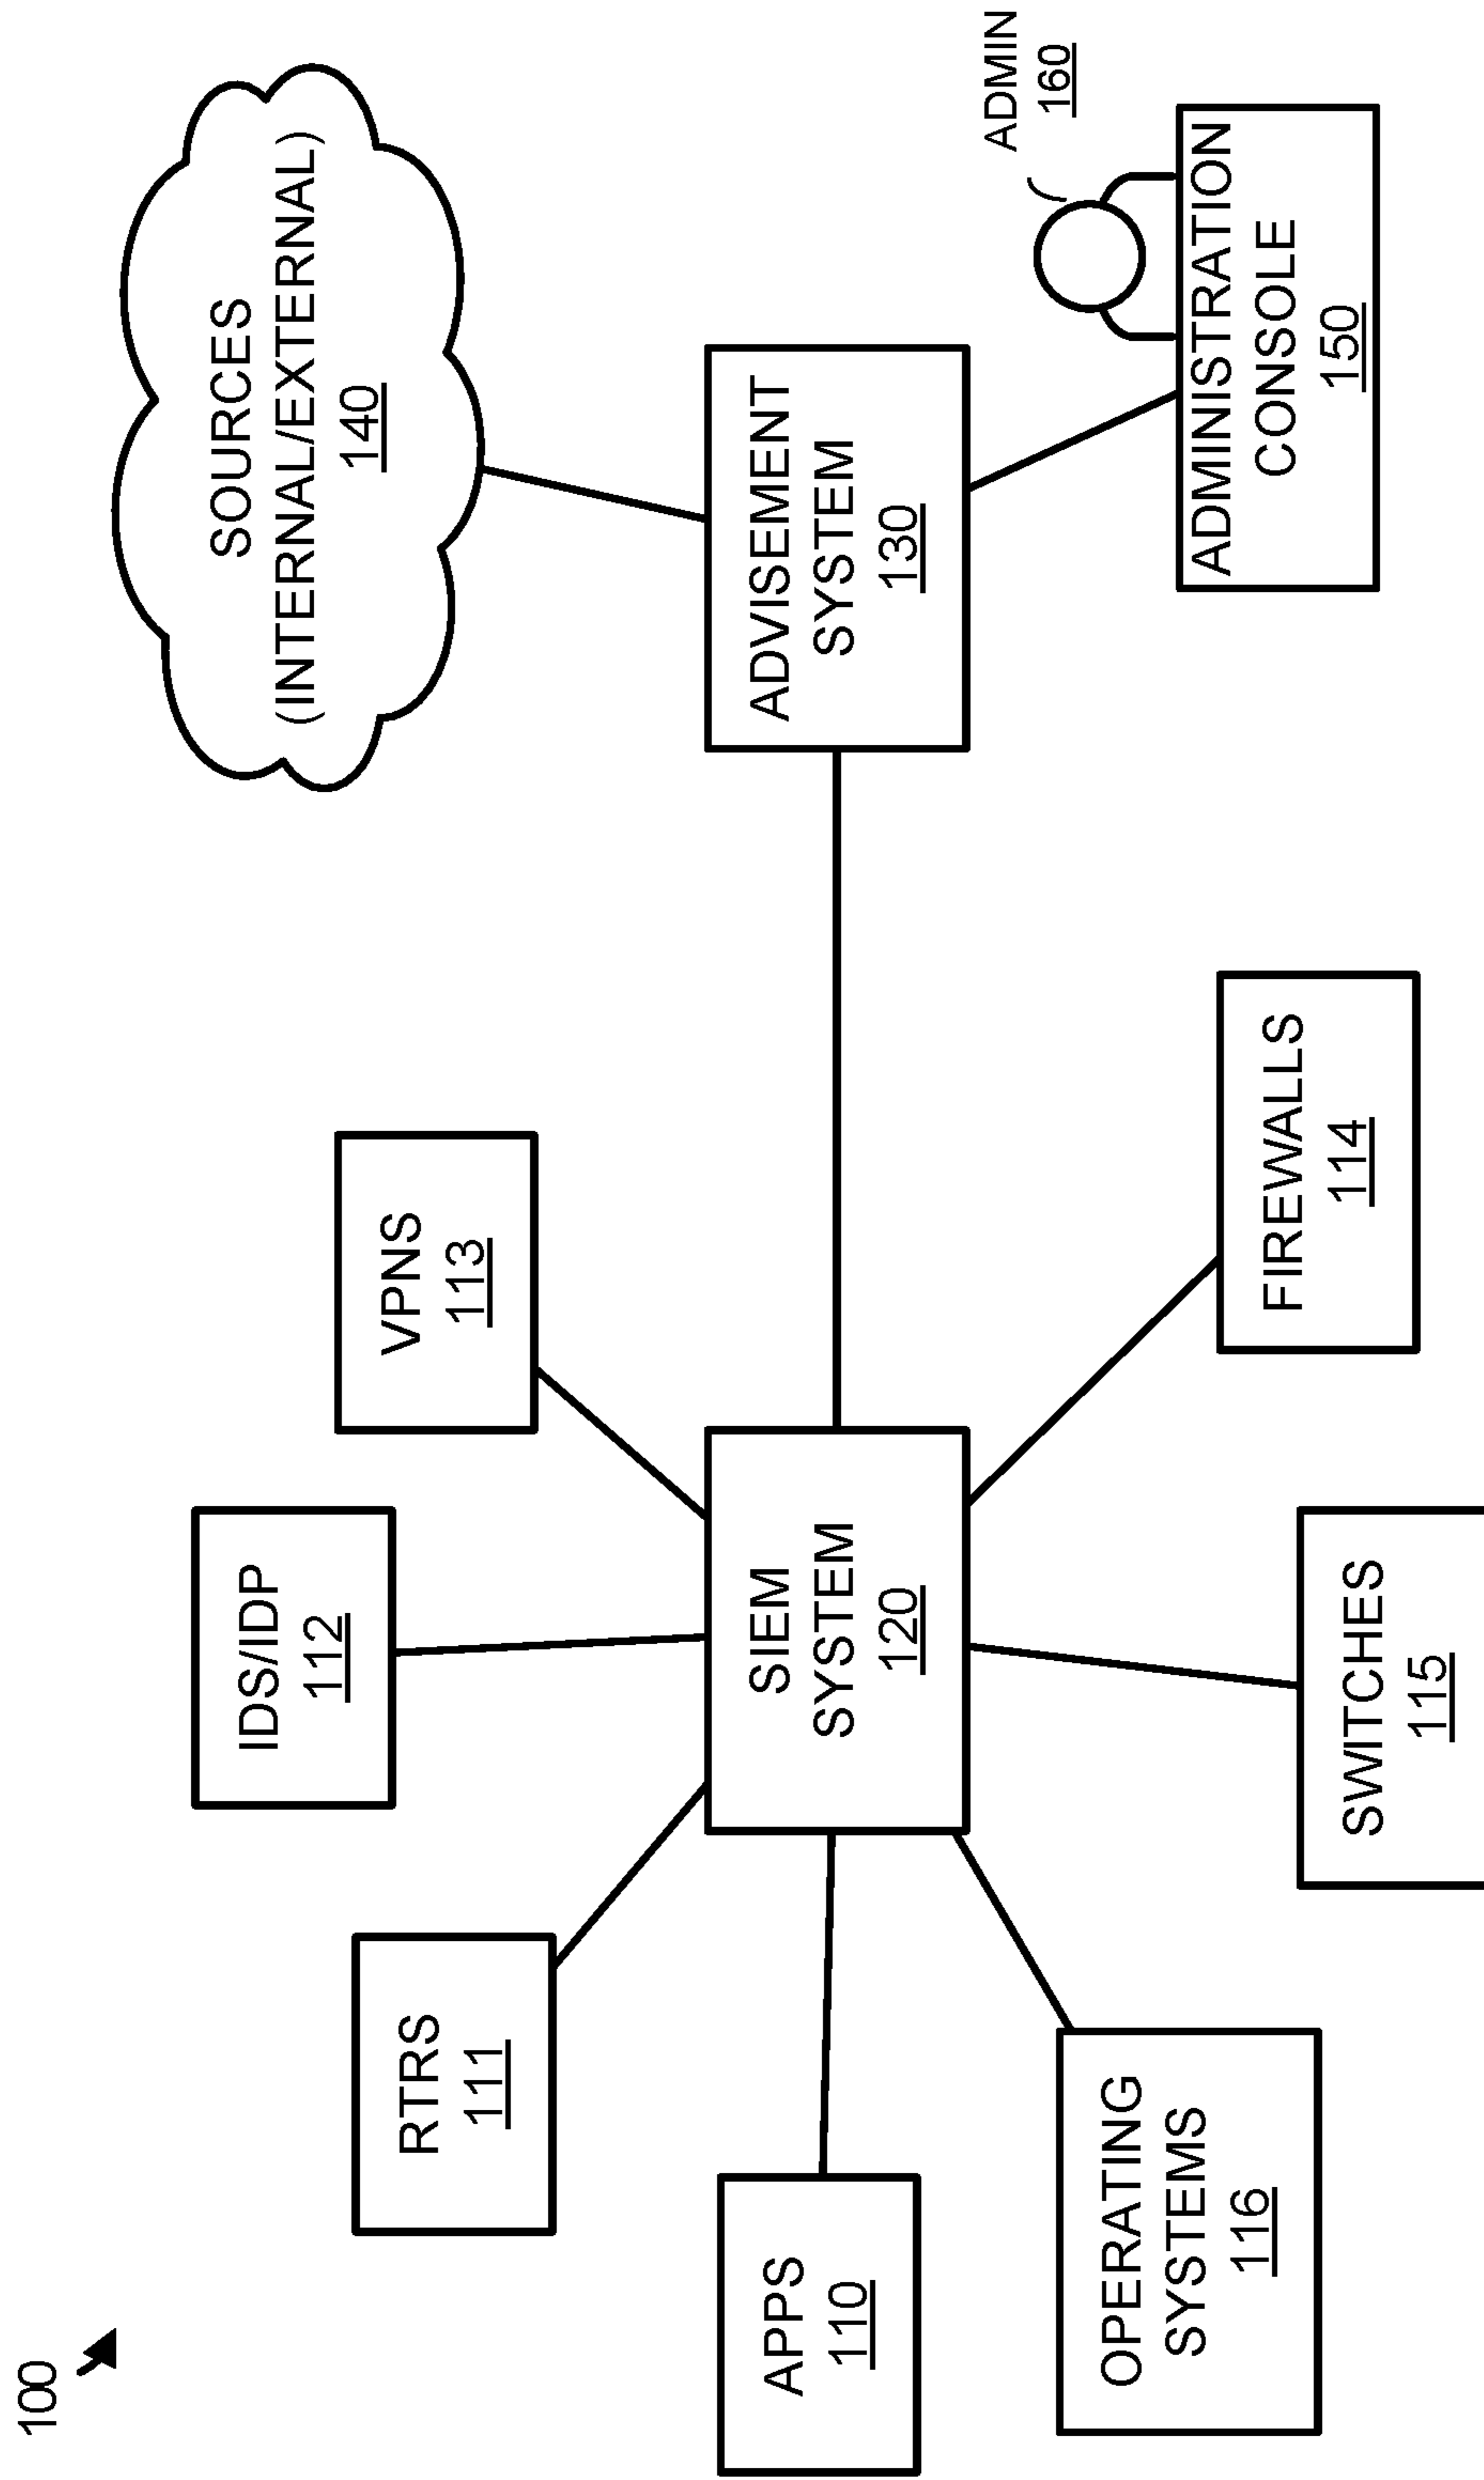 100
RTRS
111
IDS/IDP
112
VPNS
113
SOURCES
(INTERNAL/EXTERNAL)
140
APPS
110
SIEM
SYSTEM
120
ADVISEMENT
SYSTEM
130
ADMIN
160
OPERATING
SYSTEMS
116
SWITCHES
115
FIREWALLS
114
ADMINISTRATION
CONSOLE
150